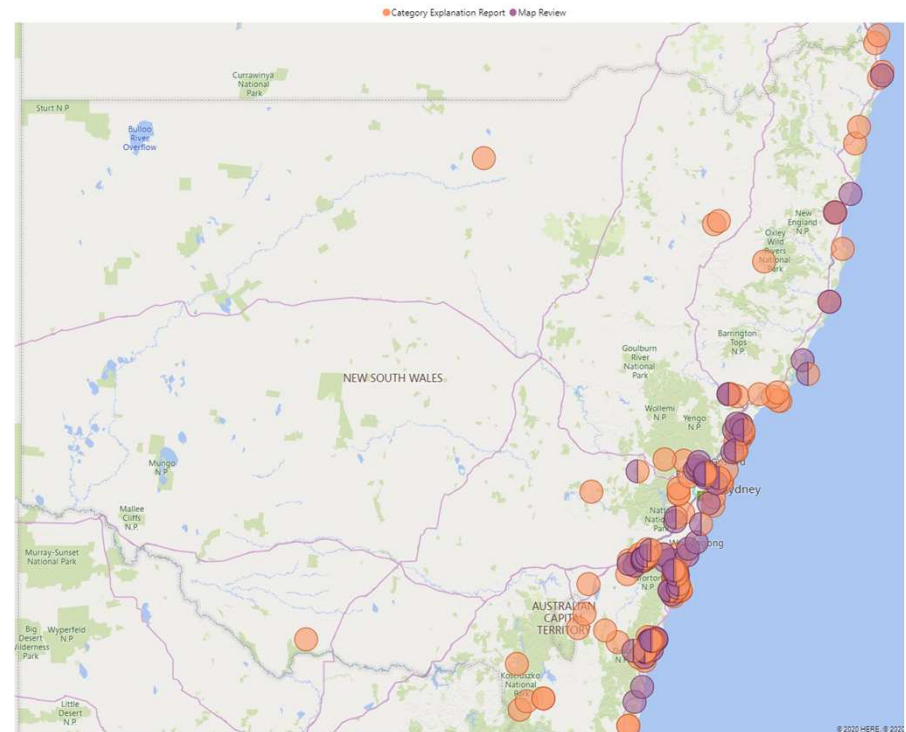 Category Explanation Report Map Review
Currawinya
National
Park
Sturt N.P
Bulloo
River
Overflow
New
England
N.P.
Oxley
Wild
Rivers
National
Park
Barrington
Tops
N.P.
Goulburn
River
National
Park
NEW SOUTH WALES
Wollemi
N.P
Yengo
N.P
Mungo
N.P
Mallee
Cliffs
N.P.
Murray-Sunset
National Park
AUSTRALIAN
CAPITAL
TERRITORY
Big
Desert
Wilderness
Park
Wyperfeld
N.P
Kosciuszko
National
Park
Little
Desert
N.P.
© 2020 HERE, © 202